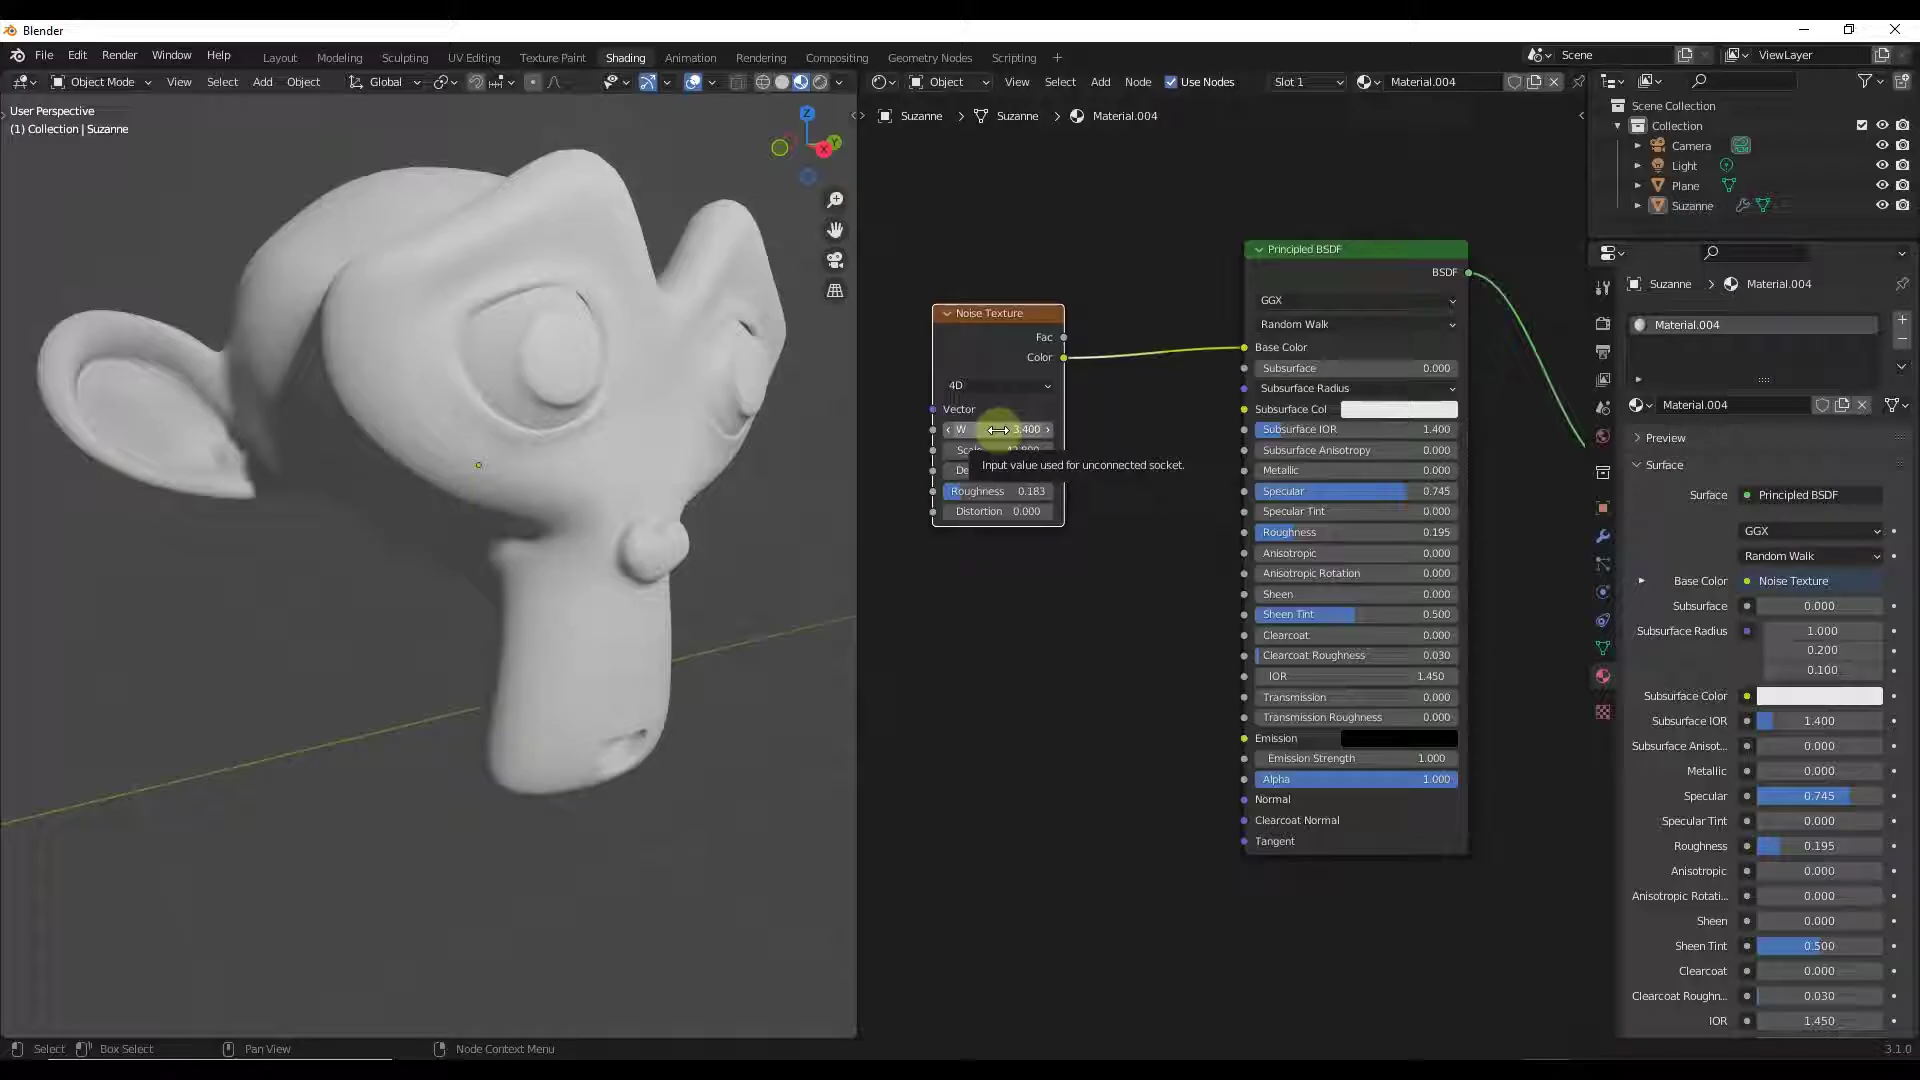 Blender
File Edit Render Window Help
Layout Modeling Sculpting UV Editing Texture Paint Shading Animation Rendering Compositing Geometry Nodes Scripting +
Scene
ViewLayer
Object Mode View Select Add Object Global
Object View Select Add Node Use Nodes Slot 1 Material.004
User Perspective
(1) Collection | Suzanne
Z
Y
X
Suzanne > Suzanne > Material.004
Noise Texture
Fac
Color
4D
Vector
W 3.400
Input value used for unconnected socket.
Roughness 0.183
Distortion 0.000
Principled BSDF
BSDF
GGX
Random Walk
Base Color
Subsurface 0.000
Subsurface Radius
Subsurface Col
Subsurface IOR 1.400
Subsurface Anisotropy 0.000
Metallic 0.000
Specular 0.745
Specular Tint 0.000
Roughness 0.195
Anisotropic 0.000
Anisotropic Rotation 0.000
Sheen 0.000
Sheen Tint 0.500
Clearcoat 0.000
Clearcoat Roughness 0.030
IOR 1.450
Transmission 0.000
Transmission Roughness 0.000
Emission
Emission Strength 1.000
Alpha 1.000
Normal
Clearcoat Normal
Tangent
Scene Collection
Collection
Camera
Light
Plane
Suzanne
Suzanne > Material.004
Material.004
Material.004
Preview
Surface
Surface Principled BSDF
GGX
Random Walk
Base Color Noise Texture
Subsurface 0.000
Subsurface Radius 1.000
0.200
0.100
Subsurface Color
Subsurface IOR 1.400
Subsurface Anisot... 0.000
Metallic 0.000
Specular 0.745
Specular Tint 0.000
Roughness 0.195
Anisotropic 0.000
Anisotropic Rotati... 0.000
Sheen 0.000
Sheen Tint 0.500
Clearcoat 0.000
Clearcoat Roughn... 0.030
IOR 1.450
Select Box Select Pan View Node Context Menu 3.1.0